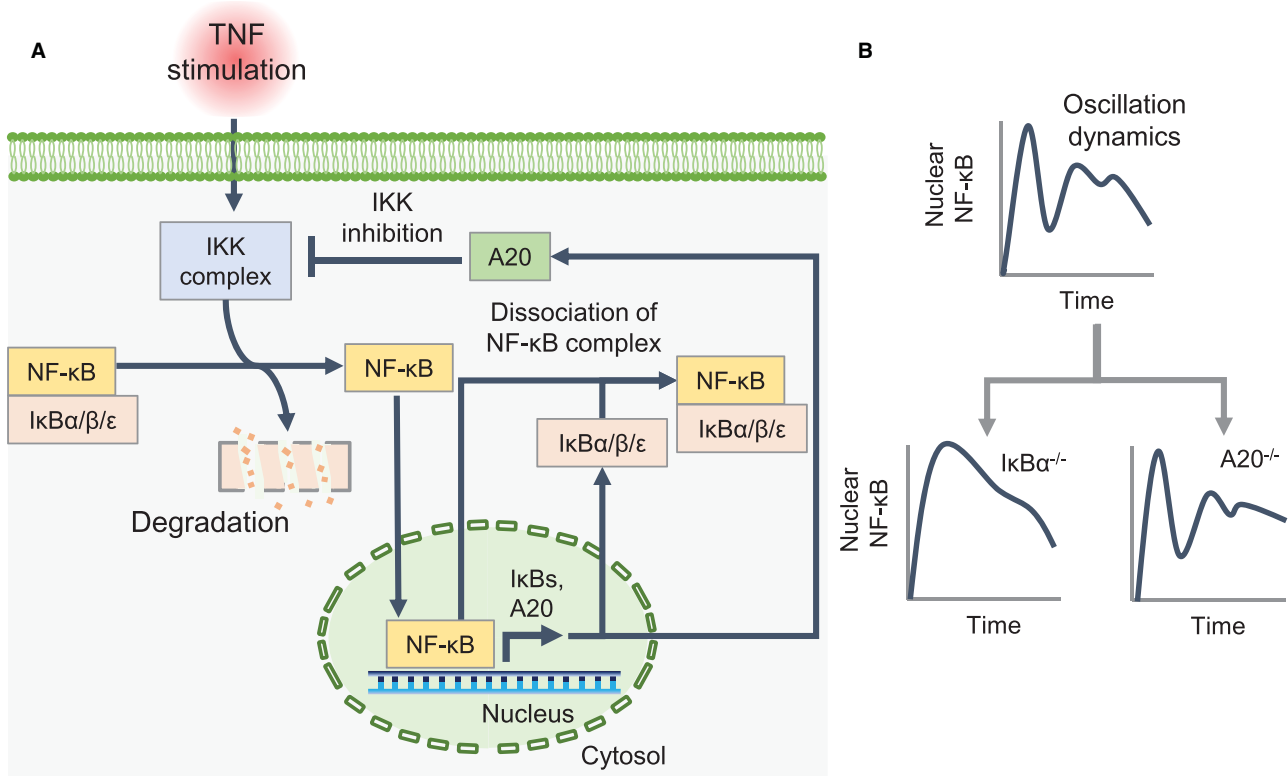 A
TNF
stimulation
IKK
inhibition
IKK
complex
A20
Dissociation of
NF-κB complex
NF-κB
IκBα/β/ε
NF-κB
NF-κB
IκBα/β/ε
IκBα/β/ε
Degradation
IκBs,
A20
NF-κB
Nucleus
Cytosol
B
Oscillation
dynamics
Nuclear
NF-κB
Time
IκBα-/-
Nuclear
NF-κB
Time
A20-/-
Time